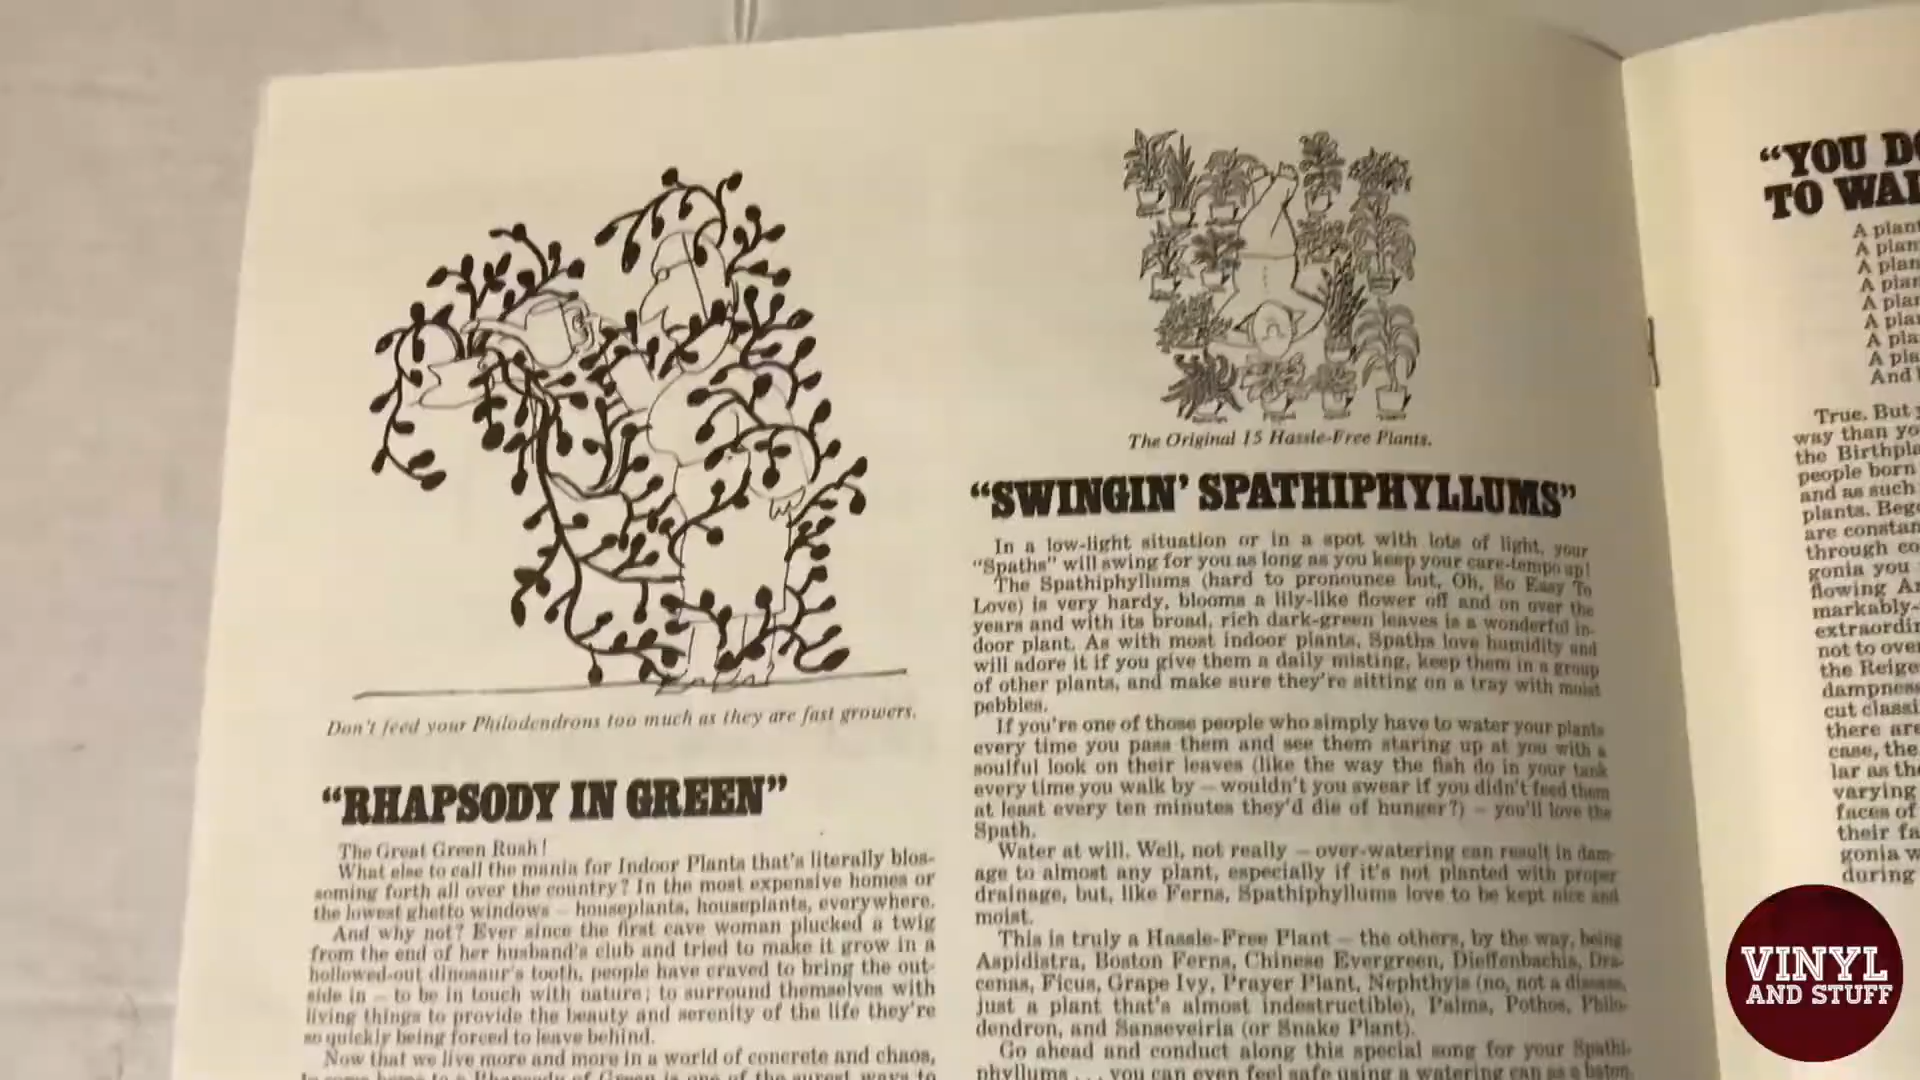 Don't feed your Philodendrons too much as they are fast growers.
“RHAPSODY IN GREEN”
The Great Green Rush!
What else to call the mania for Indoor Plants that's literally blos-
soming forth all over the country? In the most expensive homes or
the lowest ghetto windows – houseplants, houseplants, everywhere.
And why not? Ever since the first cave woman plucked a twig
from the end of her husband's club and tried to make it grow in a
hollowed-out dinosaur's tooth, people have craved to bring the out-
side in – to be in touch with nature; to surround themselves with
living things to provide the beauty and serenity of the life they're
so quickly being forced to leave behind.
Now that we live more and more in a world of concrete and chaos,
The Original 15 Hassle-Free Plants.
“SWINGIN' SPATHIPHYLLUMS”
In a low-light situation or in a spot with lots of light, your
“Spaths” will swing for you as long as you keep your care-tempo up!
The Spathiphyllums (hard to pronounce but, Oh, So Easy To
Love) is very hardy, blooms a lily-like flower off and on over the
years and with its broad, rich dark-green leaves is a wonderful in-
door plant. As with most indoor plants, Spaths love humidity and
will adore it if you give them a daily misting, keep them in a group
of other plants, and make sure they're sitting on a tray with moist
pebbles.
If you're one of those people who simply have to water your plants
every time you pass them and see them staring up at you with a
soulful look on their leaves (like the way the fish do in your tank
every time you walk by – wouldn't you swear if you didn't feed them
at least every ten minutes they'd die of hunger?) – you'll love the
Spath.
Water at will. Well, not really – over-watering can result in dam-
age to almost any plant, especially if it's not planted with proper
drainage, but, like Ferns, Spathiphyllums love to be kept nice and
moist.
This is truly a Hassle-Free Plant – the others, by the way, being
Aspidistra, Boston Ferns, Chinese Evergreen, Dieffenbachia, Dra-
cenas, Ficus, Grape Ivy, Prayer Plant, Nephthyis (no, not a disease,
just a plant that's almost indestructible), Palms, Pothos, Philo-
dendron, and Sanseveiria (or Snake Plant).
Go ahead and conduct along this special song for your Spathi-
phyllums . . . you can even feel safe using a watering can as a baton.
“YOU DO
TO WAL
A plant
A plan
A plan
A plan
A plan
A pla
A pla
A pla
And
True. But y
way than yo
the Birthpla
people born
and as such
plants. Beg
are constan
through co
gonia you
flowing A
markably-
extraordin
not to over
the Reige
dampness
cut classi
there are
case, the
lar as the
varying
faces of
their fa
gonia w
during
VINYL
AND STUFF